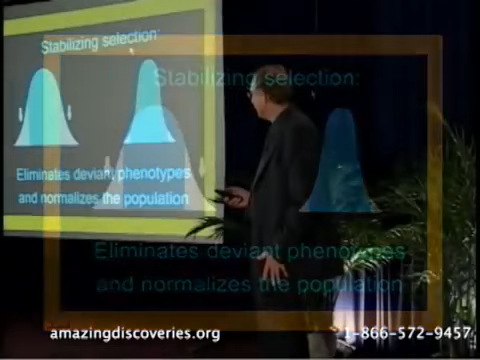 Stabilizing selection:
Eliminates deviant phenotypes
and normalizes the population
Stabilizing selection:
Eliminates deviant phenotypes
and normalizes the population
amazingdiscoveries.org
1-866-572-9457